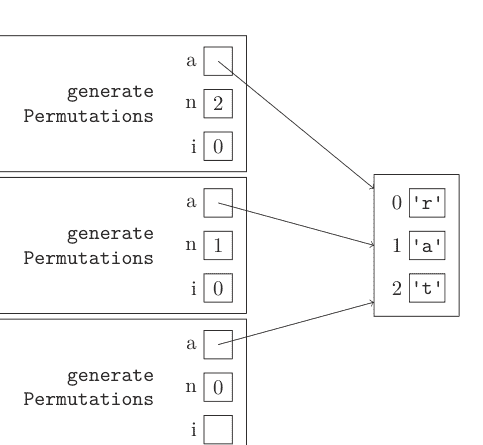 a
generate
n 2
Permutations
i 0
a
generate
n 1
Permutations
i 0
a
generate
n 0
Permutations
i
0 'r'
1 'a'
2 't'